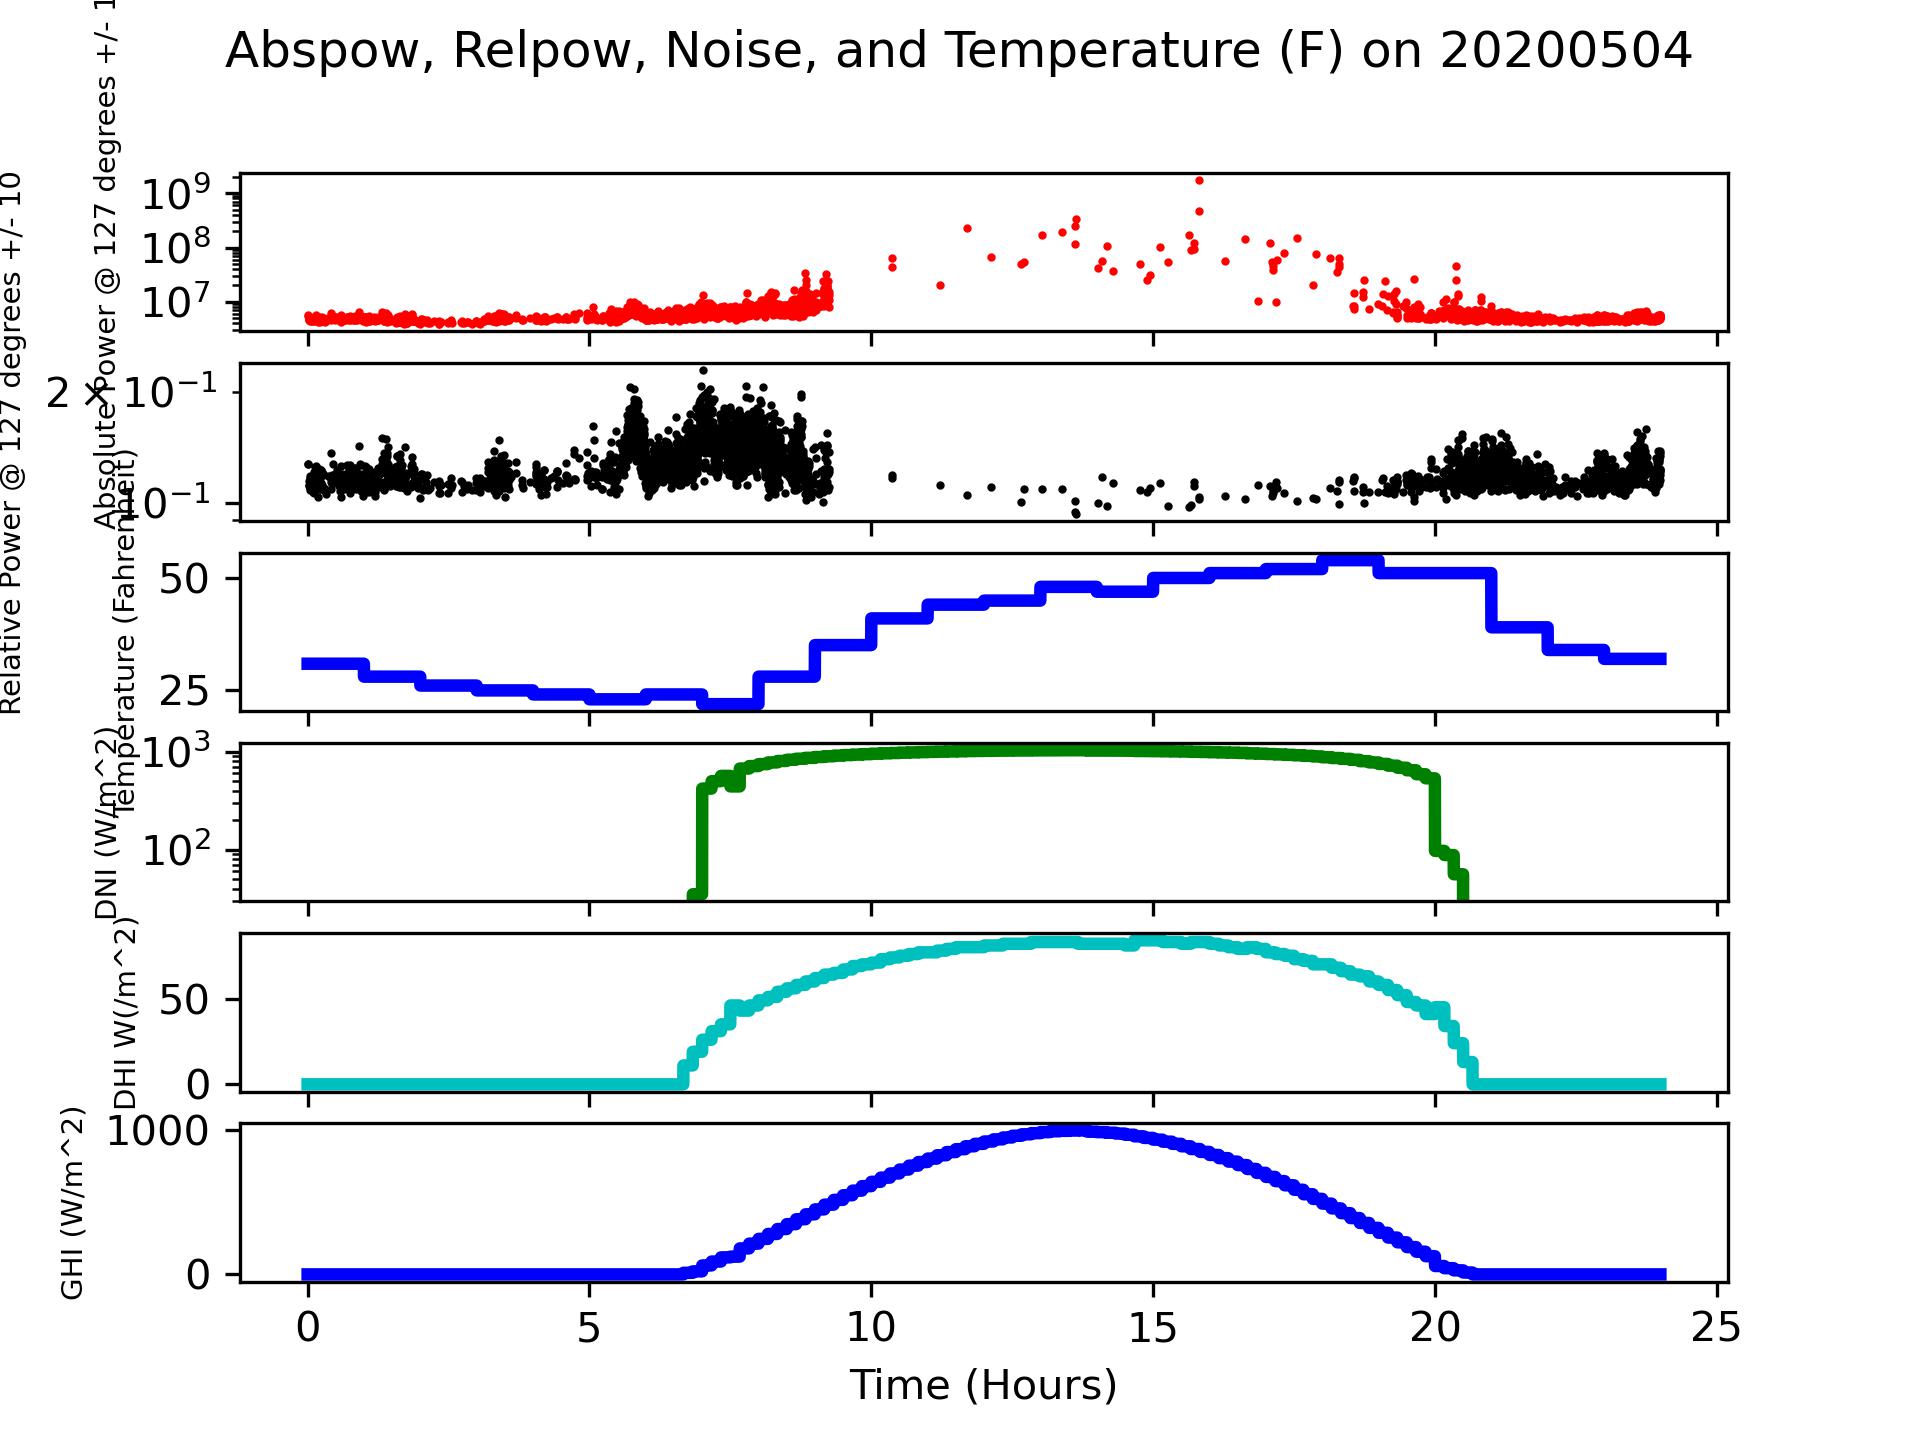 Abspow, Relpow, Noise, and Temperature (F) on 20200504
Absolute Power @ 127 degrees +/- 1
10^9
10^8
10^7
Relative Power @ 127 degrees +/- 10
2 × 10^-1
10^-1
Temperature (Fahrenheit)
50
25
DNI (W/m^2)
10^3
10^2
DHI W(/m^2)
50
0
GHI (W/m^2)
1000
0
0 5 10 15 20 25
Time (Hours)